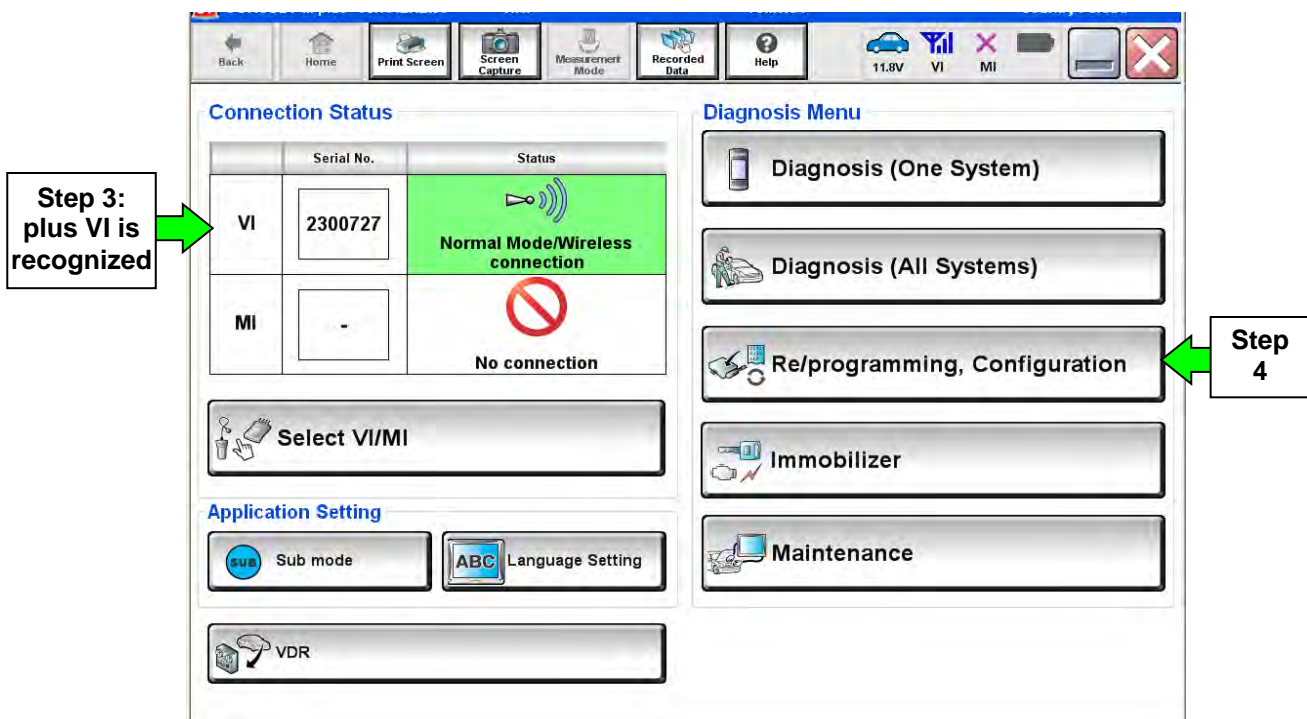 Back
Home
Print Screen
Screen
Capture
Measurement
Mode
Recorded
Data
Help
11.8V
VI
MI
Connection Status
Serial No.
Status
VI
2300727
Normal Mode/Wireless
connection
MI
-
No connection
Select VI/MI
Application Setting
SUB
Sub mode
ABC
Language Setting
VDR
Diagnosis Menu
Diagnosis (One System)
Diagnosis (All Systems)
Re/programming, Configuration
Immobilizer
Maintenance
Step 3:
plus VI is
recognized
Step
4